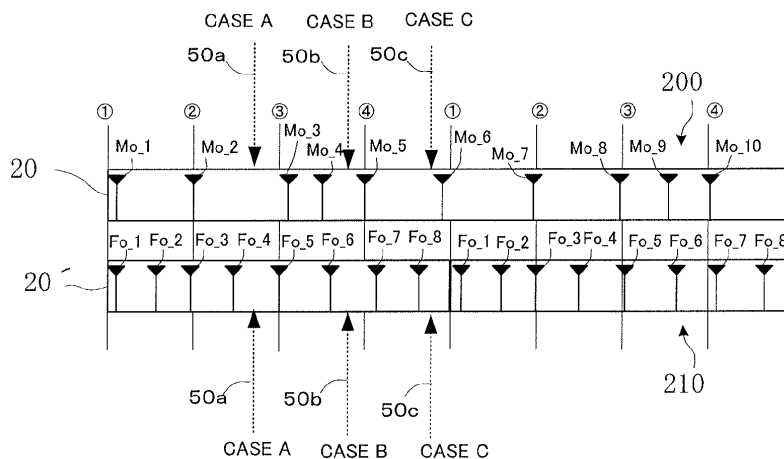 CASE A CASE B CASE C
50a 50b 50c
① ② ③ ④ ① ② ③ ④ 200
Mo_1 Mo_2 Mo_3 Mo_4 Mo_5 Mo_6 Mo_7 Mo_8 Mo_9 Mo_10
20
Fo_1 Fo_2 Fo_3 Fo_4 Fo_5 Fo_6 Fo_7 Fo_8 Fo_1 Fo_2 Fo_3 Fo_4 Fo_5 Fo_6 Fo_7 Fo_8
20´
50a 50b 50c 210
CASE A CASE B CASE C